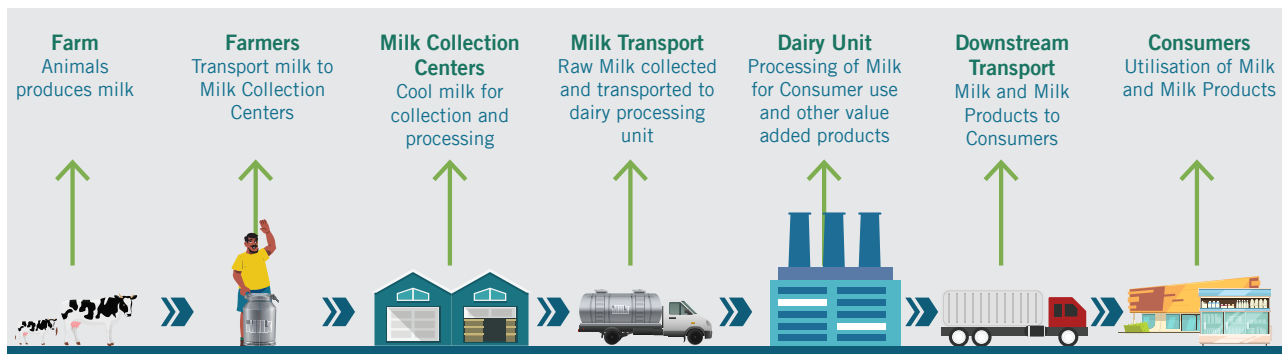 Farm
Animals
produces milk
Farmers
Transport milk to
Milk Collection
Centers
Milk Collection
Centers
Cool milk for
collection and
processing
Milk Transport
Raw Milk collected
and transported to
dairy processing
unit
Dairy Unit
Processing of Milk
for Consumer use
and other value
added products
Downstream
Transport
Milk and Milk
Products to
Consumers
Consumers
Utilisation of Milk
and Milk Products